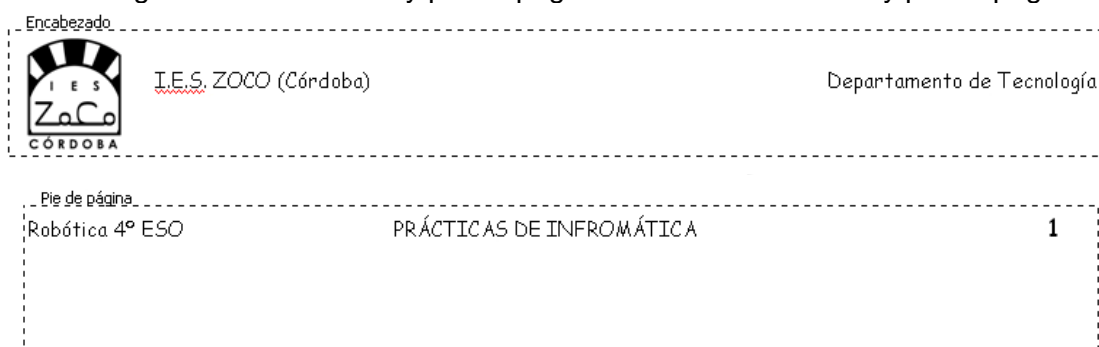 Encabezado
I E S
ZoCo
CÓRDOBA
I.E.S. ZOCO (Córdoba)
Departamento de Tecnología
Pie de página
Robótica 4º ESO
PRÁCTICAS DE INFROMÁTICA
1